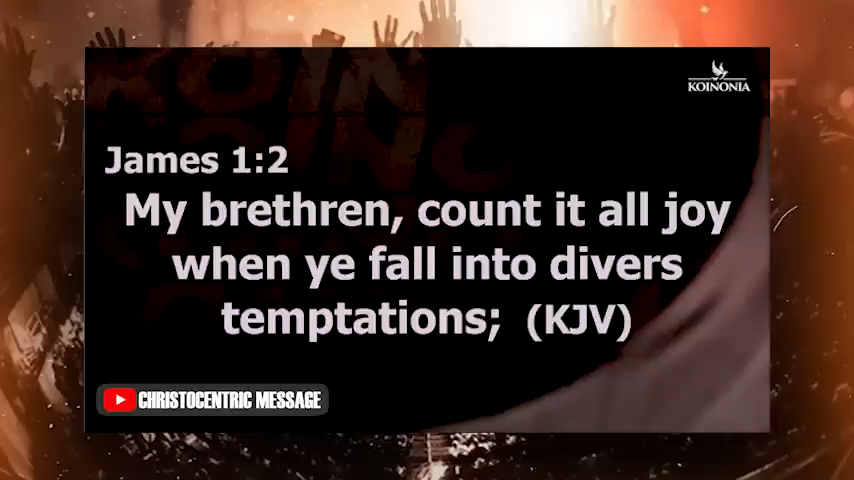 KOINONIA
James 1:2
My brethren, count it all joy
when ye fall into divers
temptations; (KJV)
CHRISTOCENTRIC MESSAGE